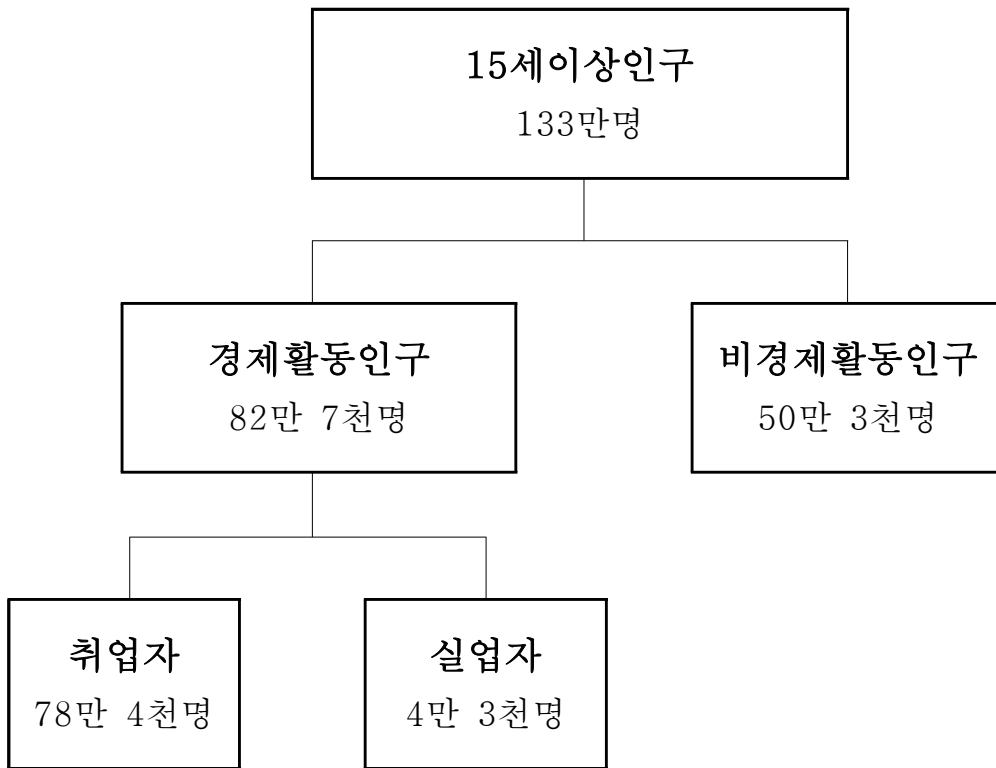 15세이상인구
133만명
경제활동인구
82만 7천명
비경제활동인구
50만 3천명
취업자
78만 4천명
실업자
4만 3천명